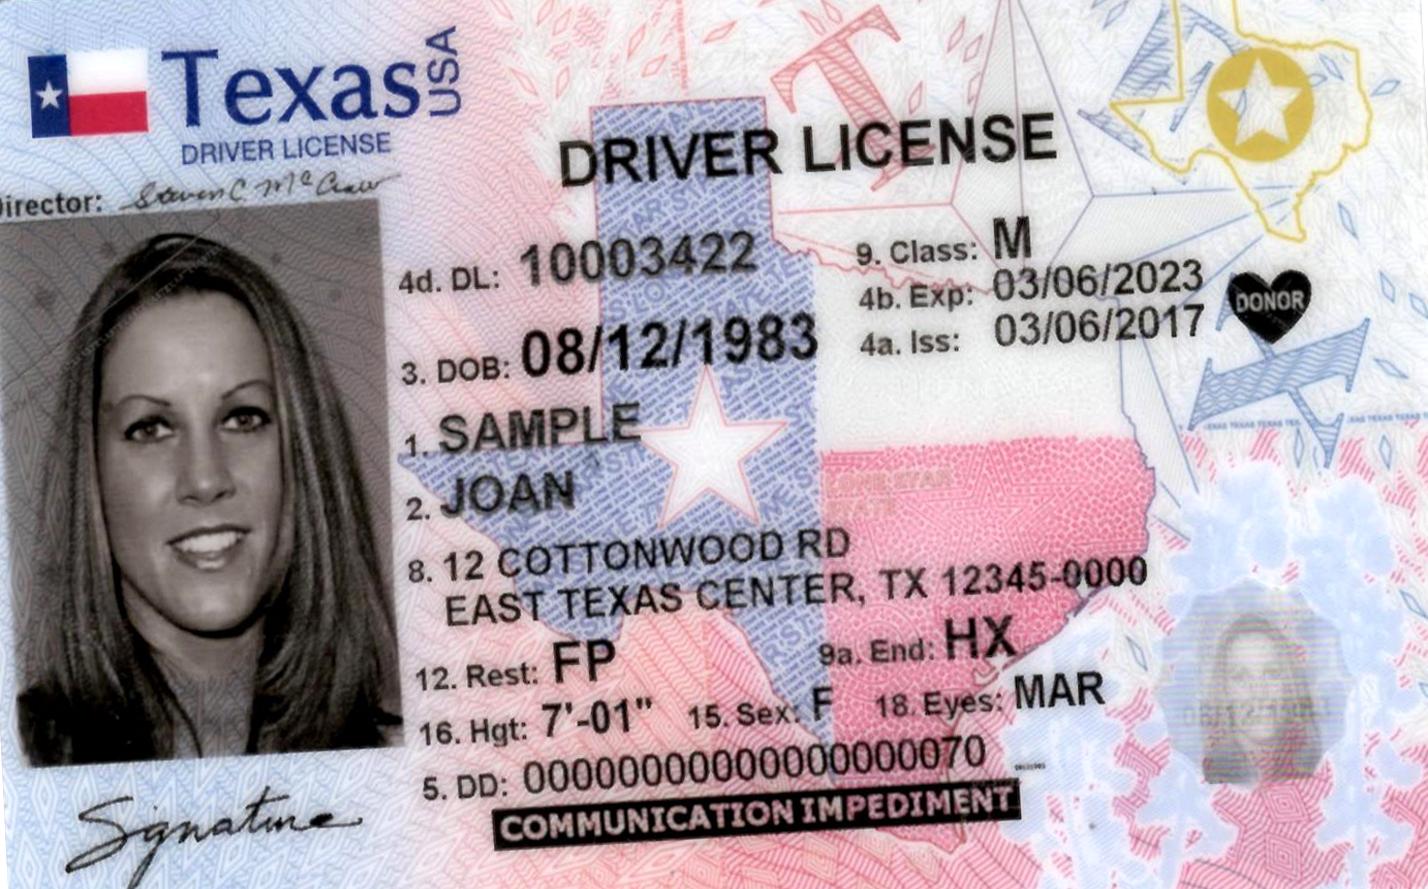 Texas USA
DRIVER LICENSE
DRIVER LICENSE
Director: Steven C McCraw
4d. DL: 10003422
9. Class: M
4b. Exp: 03/06/2023
4a. Iss: 03/06/2017
DONOR
3. DOB: 08/12/1983
1. SAMPLE
2. JOAN
8. 12 COTTONWOOD RD
EAST TEXAS CENTER, TX 12345-0000
12. Rest: FP
9a. End: HX
16. Hgt: 7'-01" 15. Sex: F 18. Eyes: MAR
5. DD: 00000000000000000070
COMMUNICATION IMPEDIMENT
Signature